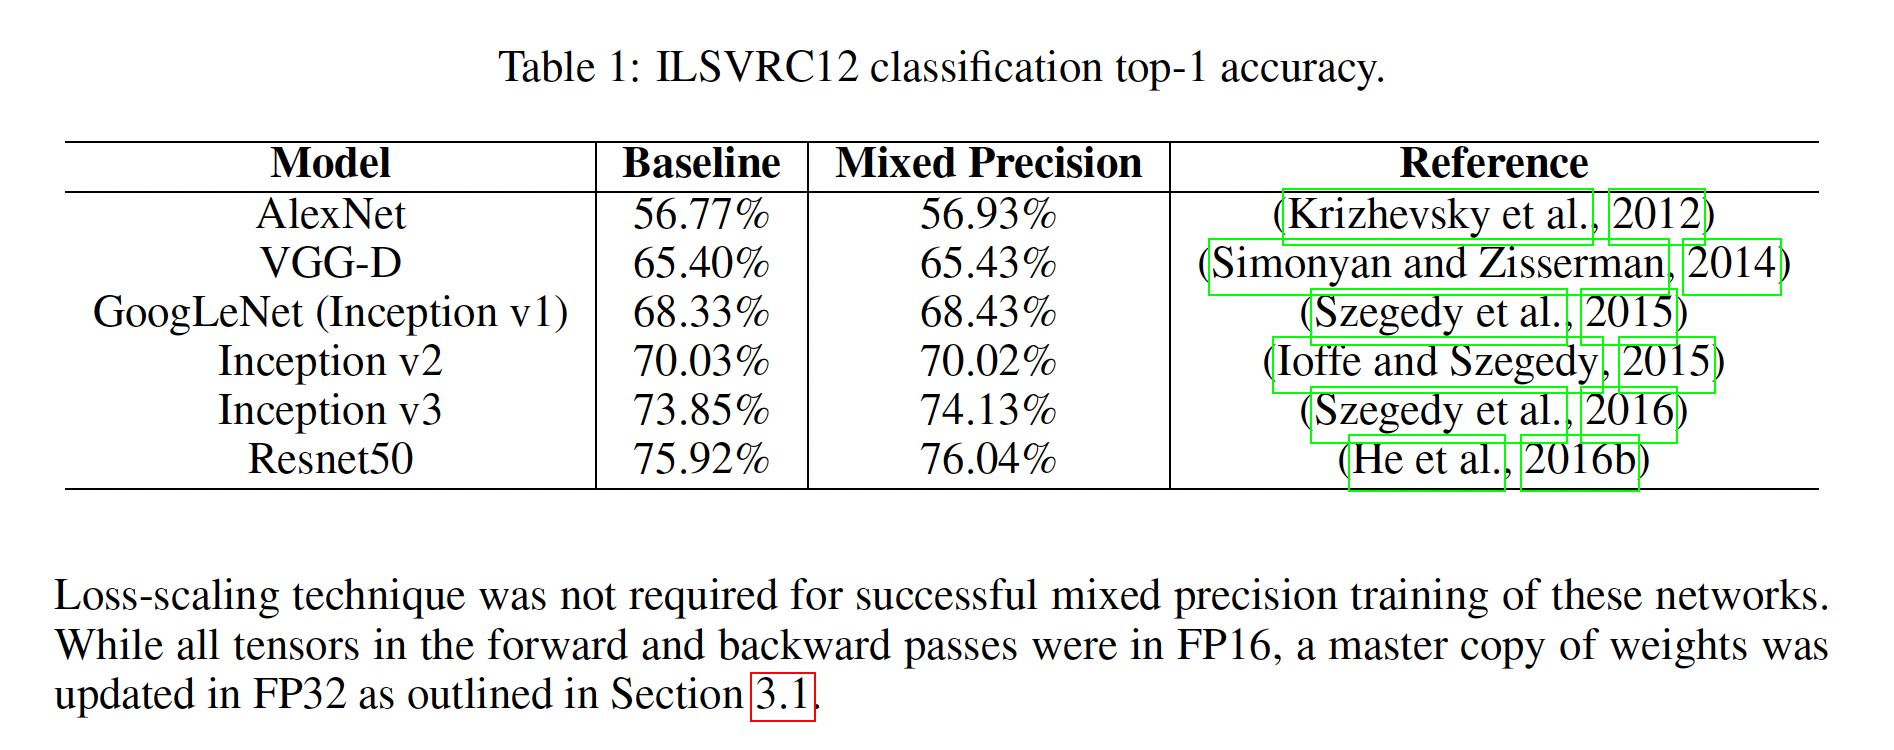 Table 1: ILSVRC12 classification top-1 accuracy.
Model Baseline Mixed Precision Reference
AlexNet 56.77% 56.93% (Krizhevsky et al., 2012)
VGG-D 65.40% 65.43% (Simonyan and Zisserman, 2014)
GoogLeNet (Inception v1) 68.33% 68.43% (Szegedy et al., 2015)
Inception v2 70.03% 70.02% (Ioffe and Szegedy, 2015)
Inception v3 73.85% 74.13% (Szegedy et al., 2016)
Resnet50 75.92% 76.04% (He et al., 2016b)
Loss-scaling technique was not required for successful mixed precision training of these networks.
While all tensors in the forward and backward passes were in FP16, a master copy of weights was
updated in FP32 as outlined in Section 3.1.